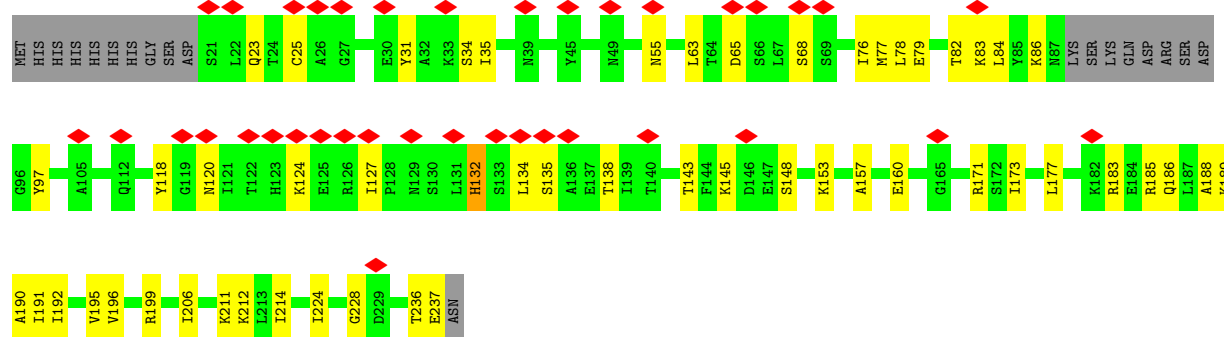 MET HIS HIS HIS HIS HIS HIS GLY SER ASP S21 L22 Q23 T24 C25 A26 G27 E30 Y31 A32 K33 S34 I35 N39 Y45 N49 N55 L63 T64 D65 S66 L67 S68 S69 I76 M77 L78 E79 T82 K83 L84 Y85 K86 N87 LYS SER LYS GLN ASP ARG SER ASP
G96 Y97 A105 Q112 Y118 G119 N120 I121 T122 H123 K124 E125 R126 I127 P128 N129 S130 L131 H132 S133 L134 S135 A136 E137 T138 T139 T140 T143 F144 K145 D146 E147 S148 K153 A157 E160 G165 R171 S172 I173 L177 K182 R183 E184 R185 Q186 L187 A188
A190 I191 I192 V195 V196 R199 I206 K211 K212 L213 I214 I224 G228 D229 T236 E237 ASN